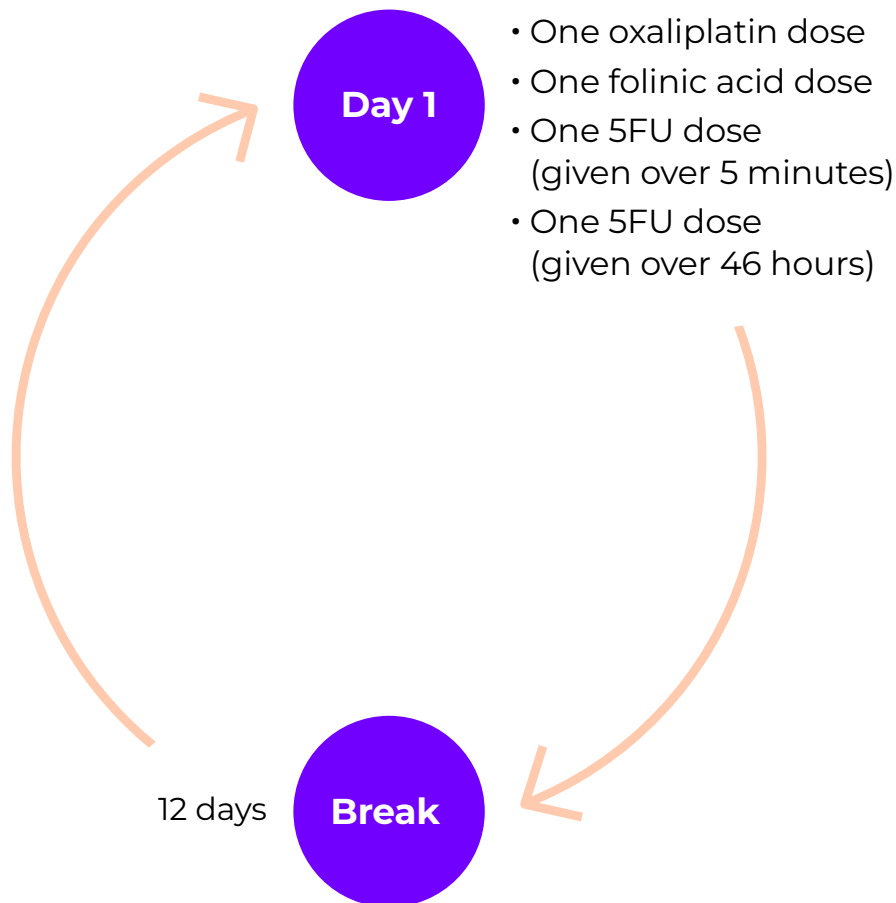 Day 1
• One oxaliplatin dose
• One folinic acid dose
• One 5FU dose
(given over 5 minutes)
• One 5FU dose
(given over 46 hours)
12 days
Break